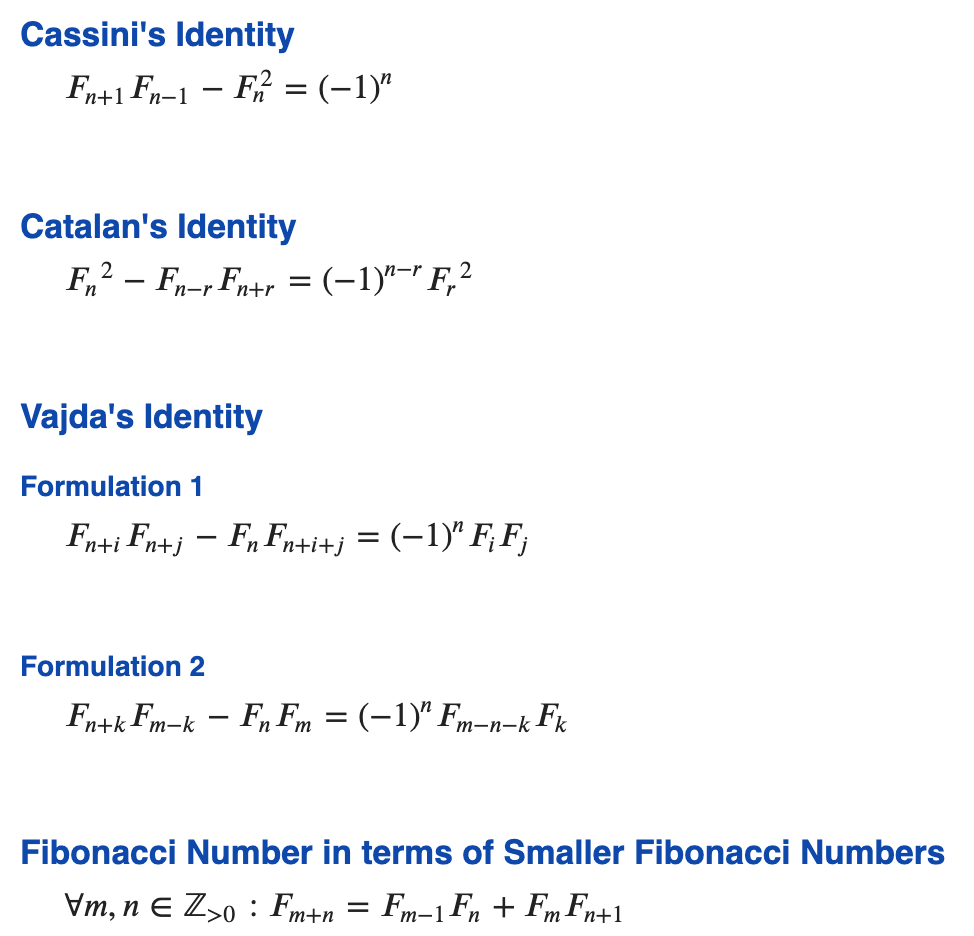 Cassini's Identity
$F_{n+1} F_{n-1} - F_n^2 = (-1)^n$
Catalan's Identity
$F_n{}^2 - F_{n-r} F_{n+r} = (-1)^{n-r} F_r{}^2$
Vajda's Identity
Formulation 1
$F_{n+i} F_{n+j} - F_n F_{n+i+j} = (-1)^n F_i F_j$
Formulation 2
$F_{n+k} F_{m-k} - F_n F_m = (-1)^n F_{m-n-k} F_k$
Fibonacci Number in terms of Smaller Fibonacci Numbers
$\forall m, n \in \mathbb{Z}_{>0} : F_{m+n} = F_{m-1} F_n + F_m F_{n+1}$